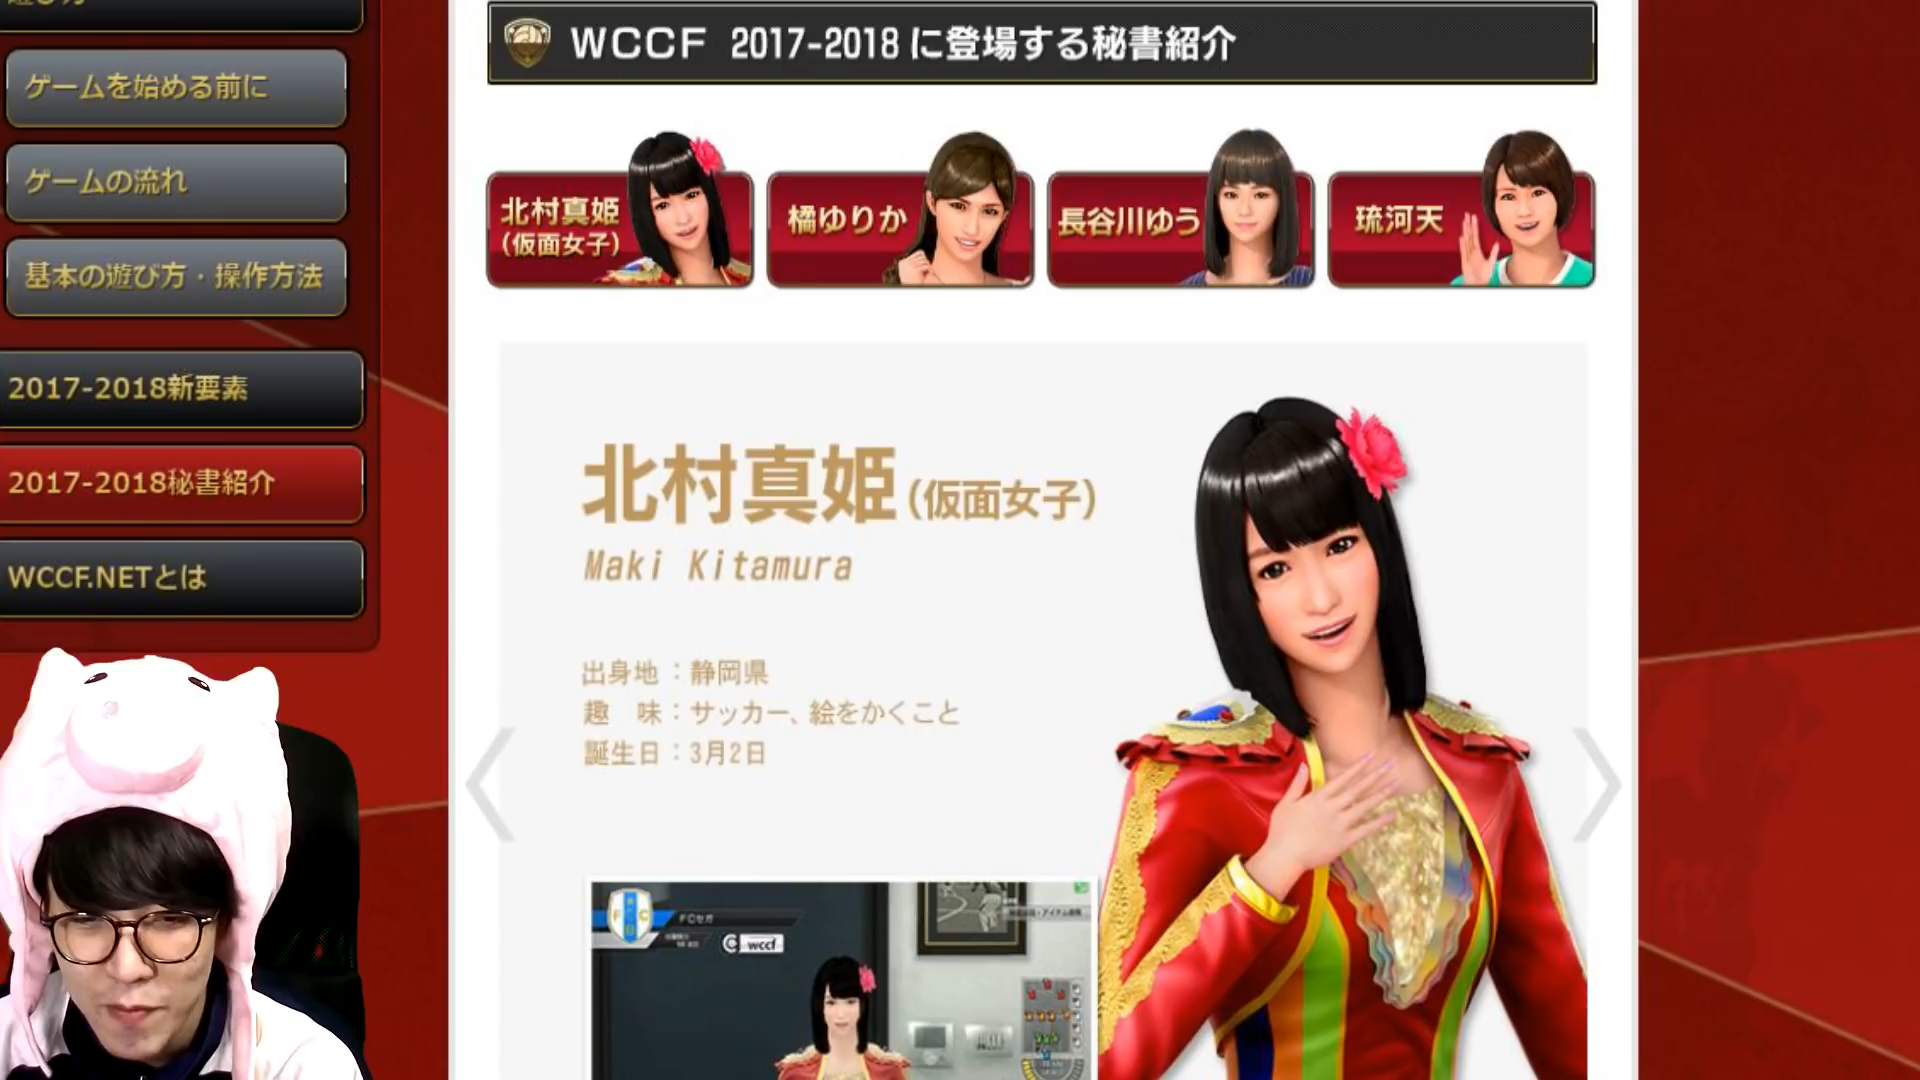 WCCF 2017-2018 に登場する秘書紹介
ゲームを始める前に
ゲームの流れ
基本の遊び方・操作方法
2017-2018新要素
2017-2018秘書紹介
WCCF.NETとは
北村真姫
(仮面女子)
橘ゆりか
長谷川ゆう
琉河天
北村真姫(仮面女子)
Maki Kitamura
出身地：静岡県
趣　味：サッカー、絵をかくこと
誕生日：3月2日
FCセガ
wccf